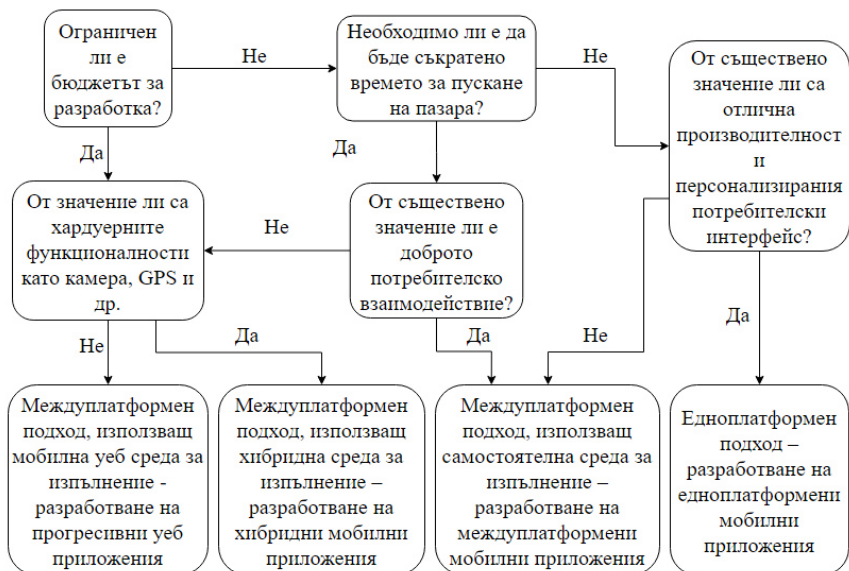 Ограничен
ли е
бюджетът за
разработка?
Не
Необходимо ли е да
бъде съкратено
времето за пускане
на пазара?
Не
От съществено
значение ли са
отлична
производителност
и
персонализирания
потребителски
интерфейс?
Да
Да
От значение ли са
хардуерните
функционалности
като камера, GPS и
др.
Не
От съществено
значение ли е
доброто
потребителско
взаимодействие?
Не
Да
Да
Не
Да
Междуплатформен
подход, използващ
мобилна уеб среда за
изпълнение -
разработване на
прогресивни уеб
приложения
Междуплатформен
подход, използващ
хибридна среда за
изпълнение –
разработване на
хибридни мобилни
приложения
Междуплатформен
подход, използващ
самостоятелна среда за
изпълнение –
разработване на
междуплатформени
мобилни приложения
Едноплатформен
подход –
разработване на
едноплатформени
мобилни
приложения